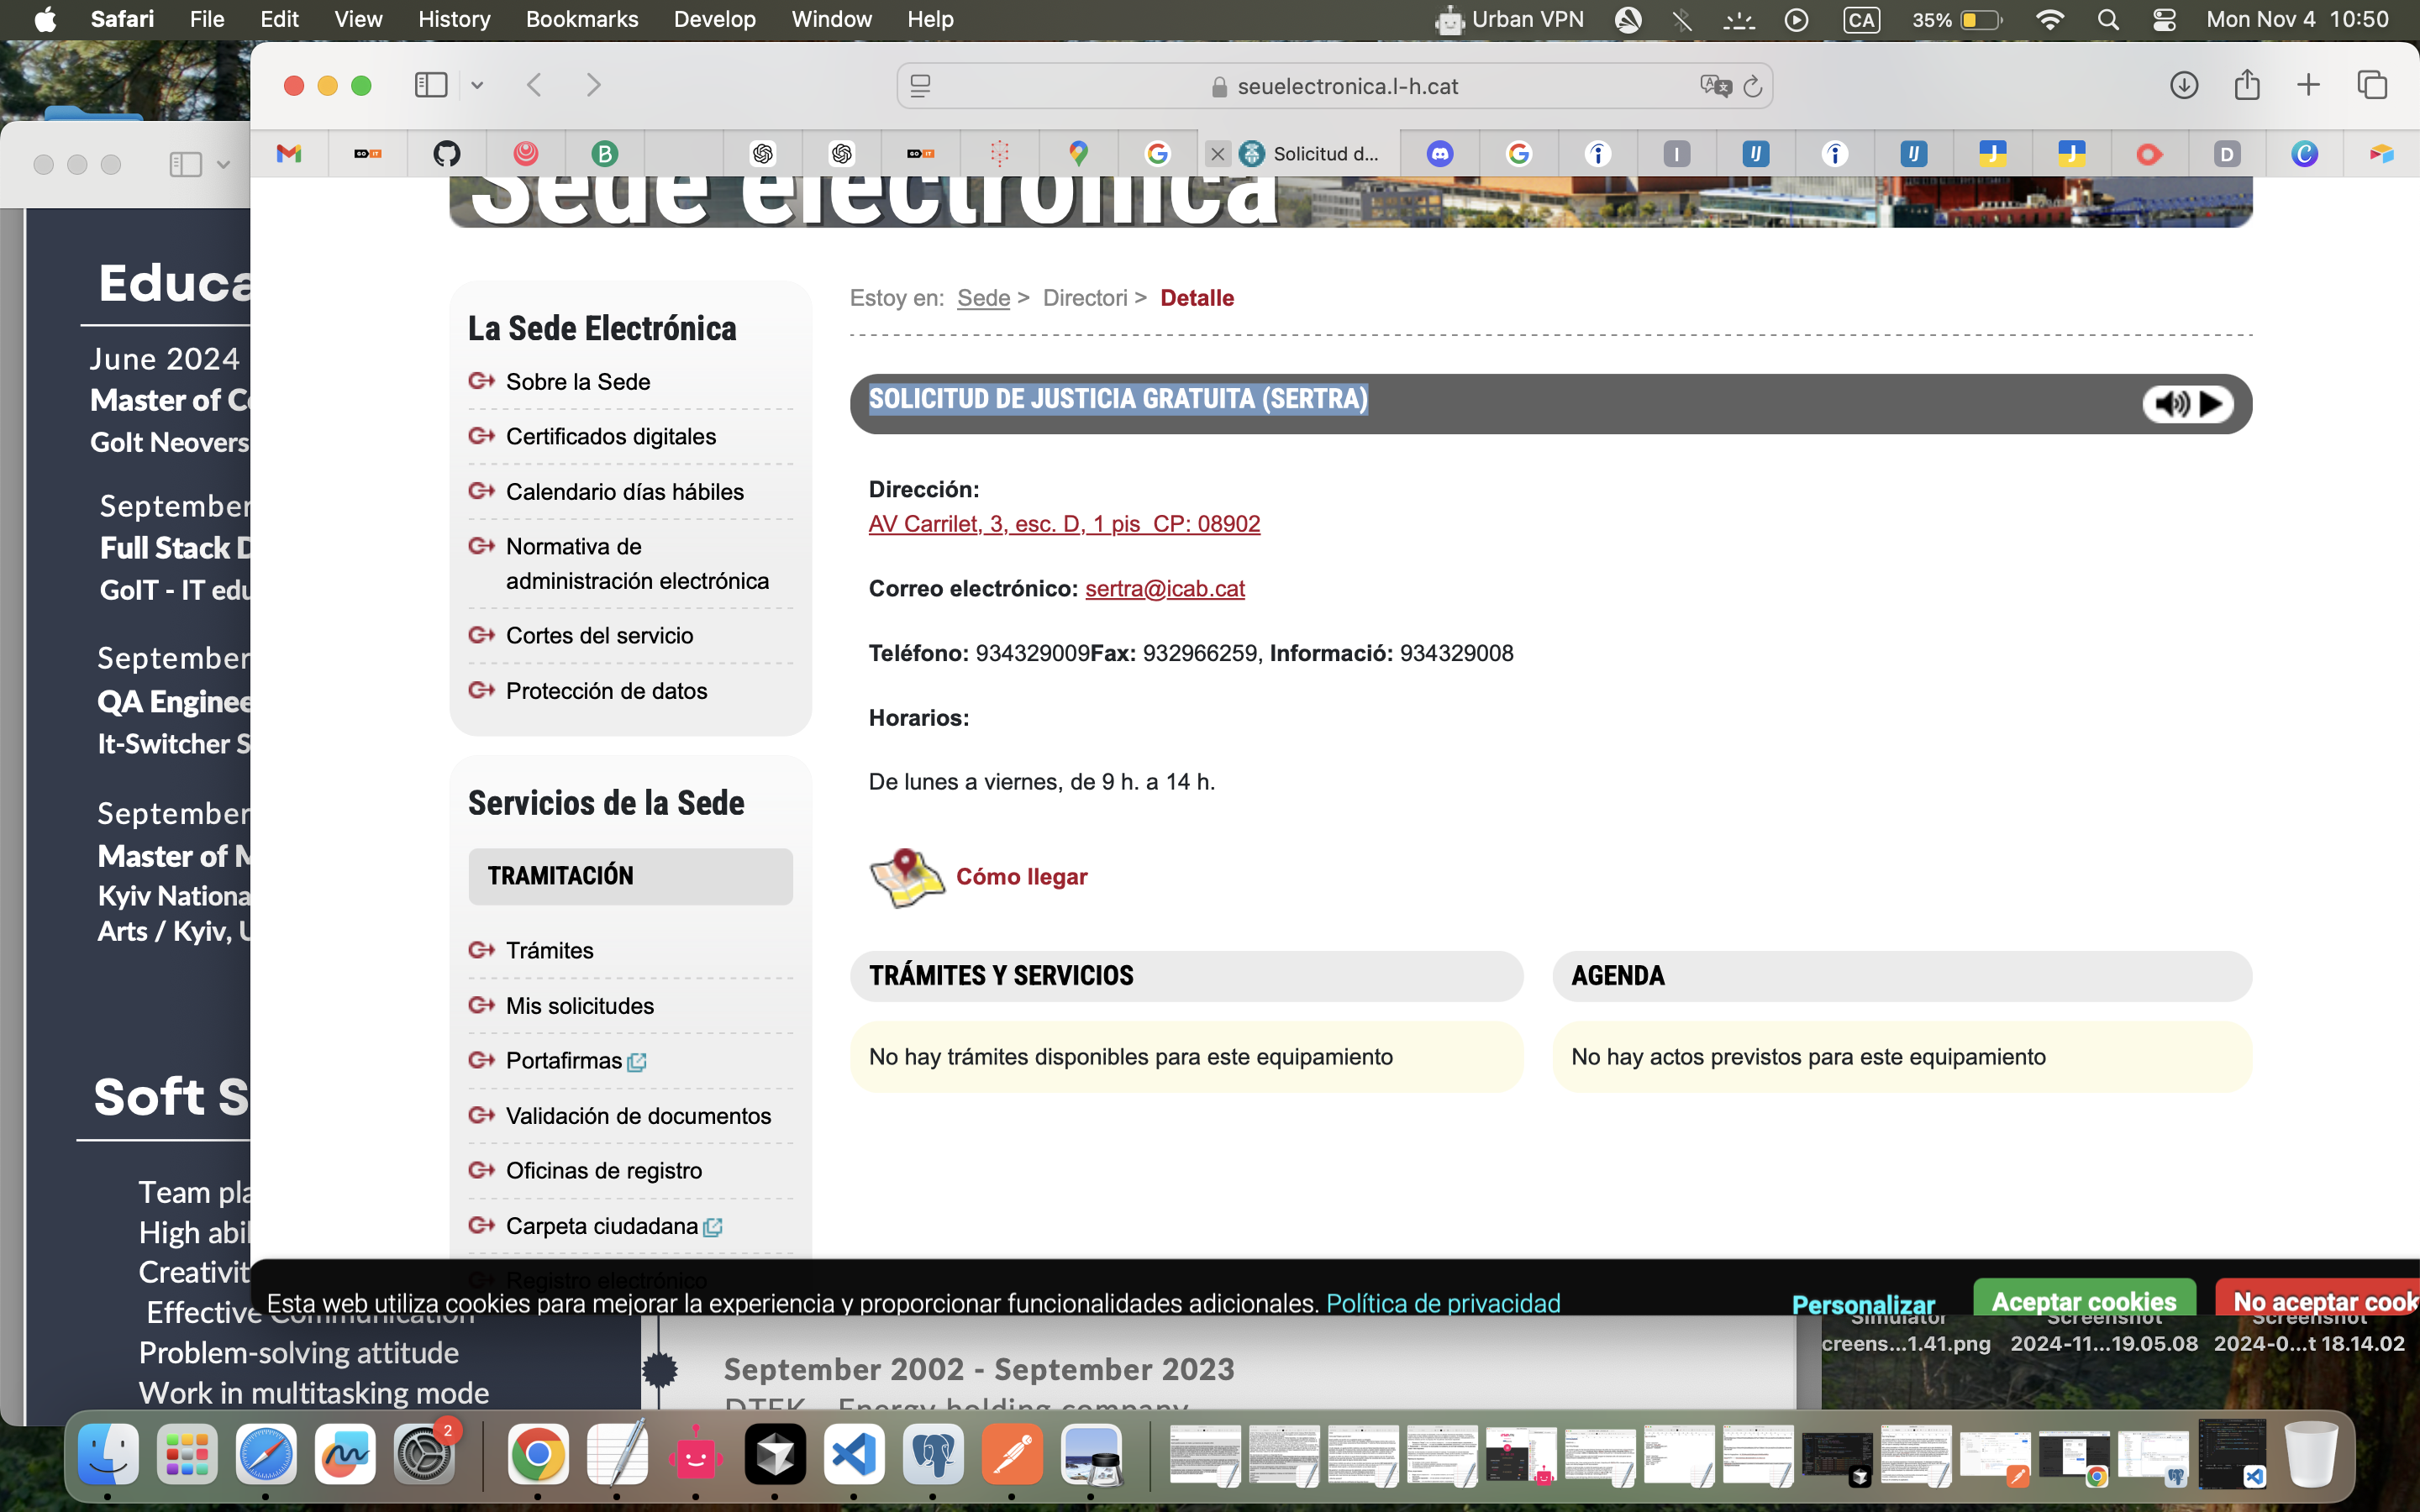 Safari File Edit View History Bookmarks Develop Window Help Urban VPN CA 35% Mon Nov 4 10:50
seuelectronica.l-h.cat
Solicitud d...
Sede electrónica
Educa
June 2024
Master of C
GoIt Neovers
September
Full Stack D
GoIT - IT edu
September
QA Enginee
It-Switcher S
September
Master of M
Kyiv Nationa
Arts / Kyiv, U
Soft S
Team pla
High abil
Creativit
Effective Communication
Problem-solving attitude
Work in multitasking mode
La Sede Electrónica
Sobre la Sede
Certificados digitales
Calendario días hábiles
Normativa de
administración electrónica
Cortes del servicio
Protección de datos
Servicios de la Sede
TRAMITACIÓN
Trámites
Mis solicitudes
Portafirmas
Validación de documentos
Oficinas de registro
Carpeta ciudadana
Registro electrónico
Estoy en: Sede > Directori > Detalle
SOLICITUD DE JUSTICIA GRATUITA (SERTRA)
Dirección:
AV Carrilet, 3, esc. D, 1 pis CP: 08902
Correo electrónico: sertra@icab.cat
Teléfono: 934329009Fax: 932966259, Informació: 934329008
Horarios:
De lunes a viernes, de 9 h. a 14 h.
Cómo llegar
TRÁMITES Y SERVICIOS
No hay trámites disponibles para este equipamiento
AGENDA
No hay actos previstos para este equipamiento
Esta web utiliza cookies para mejorar la experiencia y proporcionar funcionalidades adicionales. Política de privacidad
Personalizar
Aceptar cookies
No aceptar cook
Simulator
creens...1.41.png
Screenshot
2024-11...19.05.08
Screenshot
2024-0...t 18.14.02
September 2002 - September 2023
DTEK Energy holding company
2